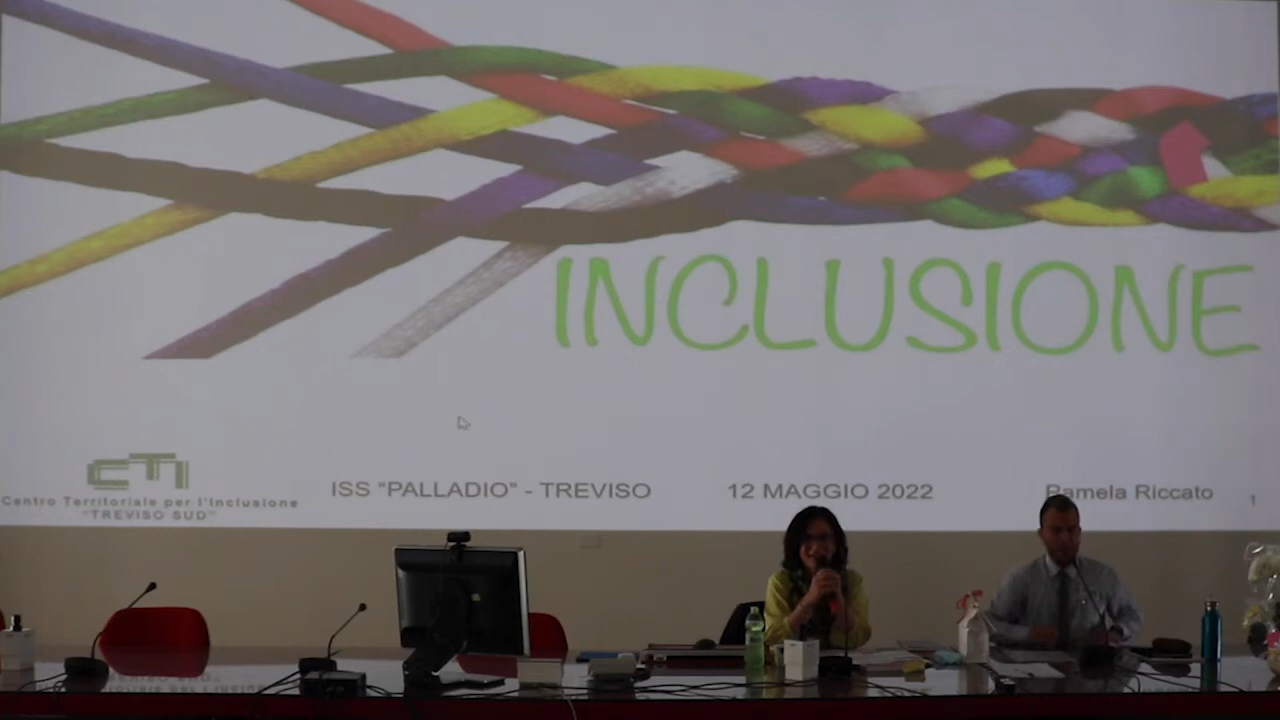 INCLUSIONE
CTI
Centro Territoriale per l'Inclusione
"TREVISO SUD"
ISS "PALLADIO" - TREVISO
12 MAGGIO 2022
Pamela Riccato
1